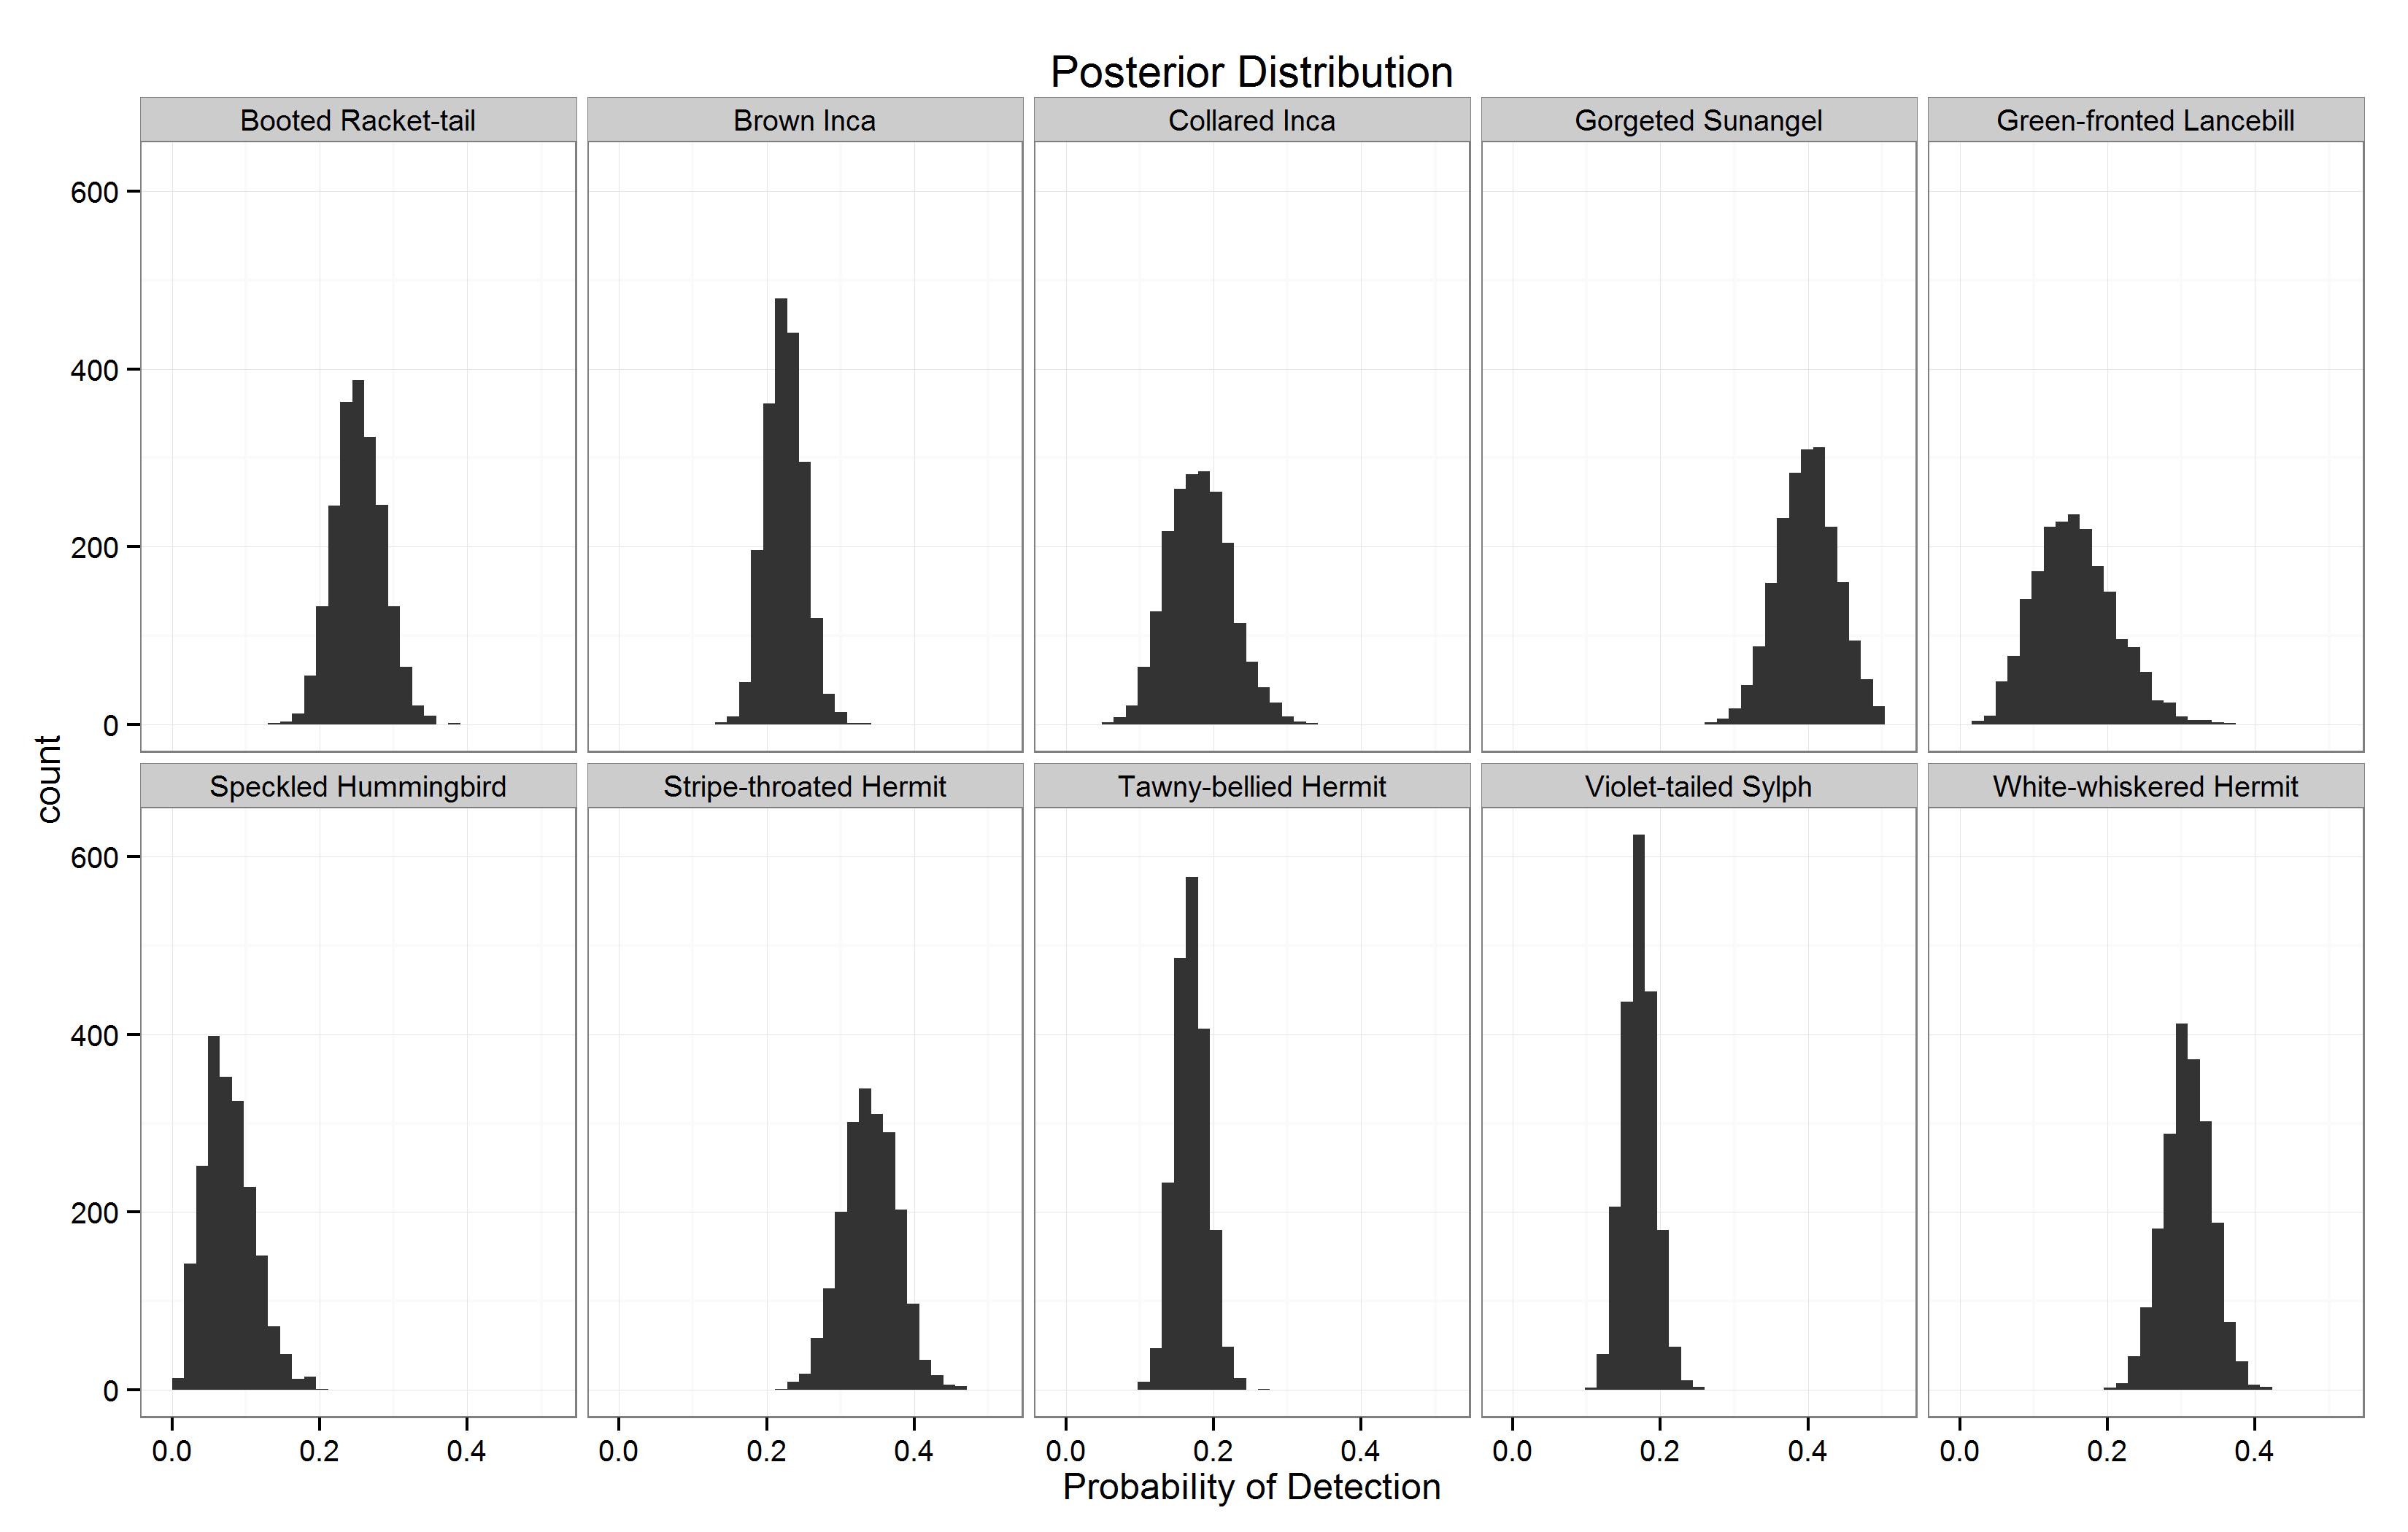 Posterior Distribution
Booted Racket-tail Brown Inca Collared Inca Gorgeted Sunangel Green-fronted Lancebill
600
400
200
0
count
Speckled Hummingbird Stripe-throated Hermit Tawny-bellied Hermit Violet-tailed Sylph White-whiskered Hermit
600
400
200
0
0.0 0.2 0.4 0.0 0.2 0.4 0.0 0.2 0.4 0.0 0.2 0.4 0.0 0.2 0.4
Probability of Detection